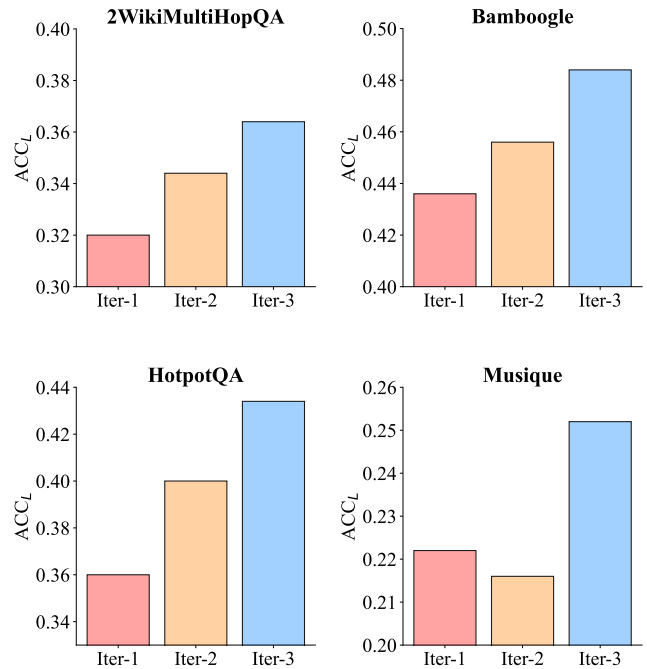 2WikiMultiHopQA
ACC_L
0.40
0.38
0.36
0.34
0.32
0.30
Iter-1 Iter-2 Iter-3
Bamboogle
ACC_L
0.50
0.48
0.46
0.44
0.42
0.40
Iter-1 Iter-2 Iter-3
HotpotQA
ACC_L
0.44
0.42
0.40
0.38
0.36
0.34
Iter-1 Iter-2 Iter-3
Musique
ACC_L
0.26
0.25
0.24
0.23
0.22
0.21
0.20
Iter-1 Iter-2 Iter-3